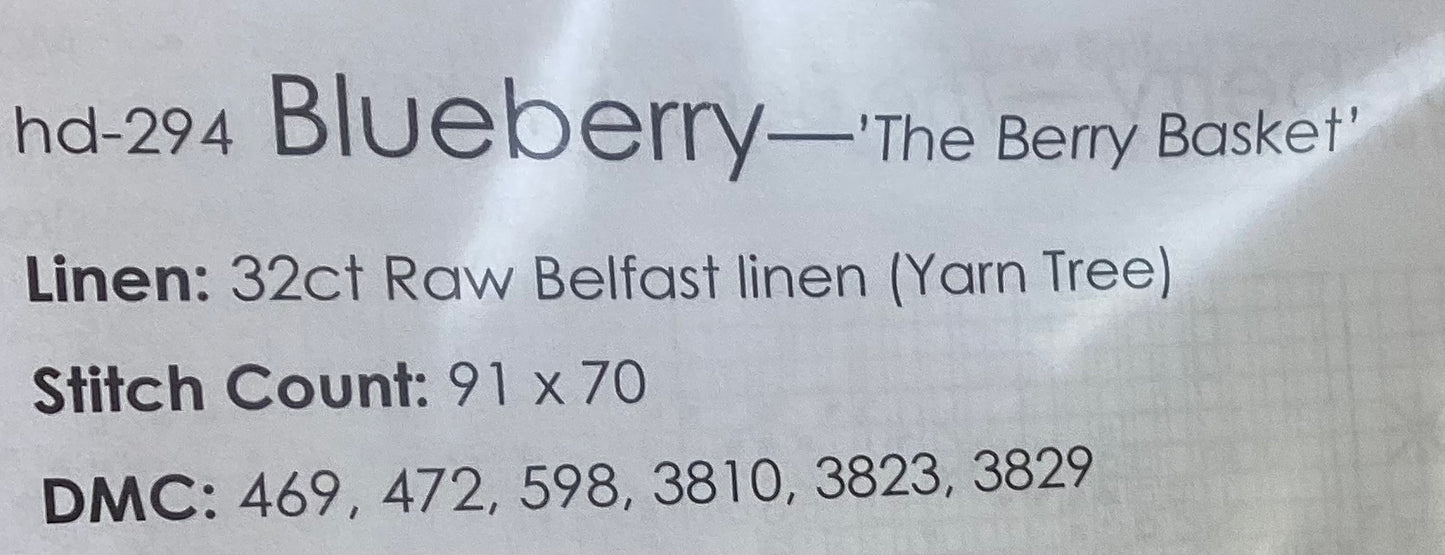 hd-294 Blueberry—'The Berry Basket'
Linen: 32ct Raw Belfast linen (Yarn Tree)
Stitch Count: 91 x 70
DMC: 469, 472, 598, 3810, 3823, 3829